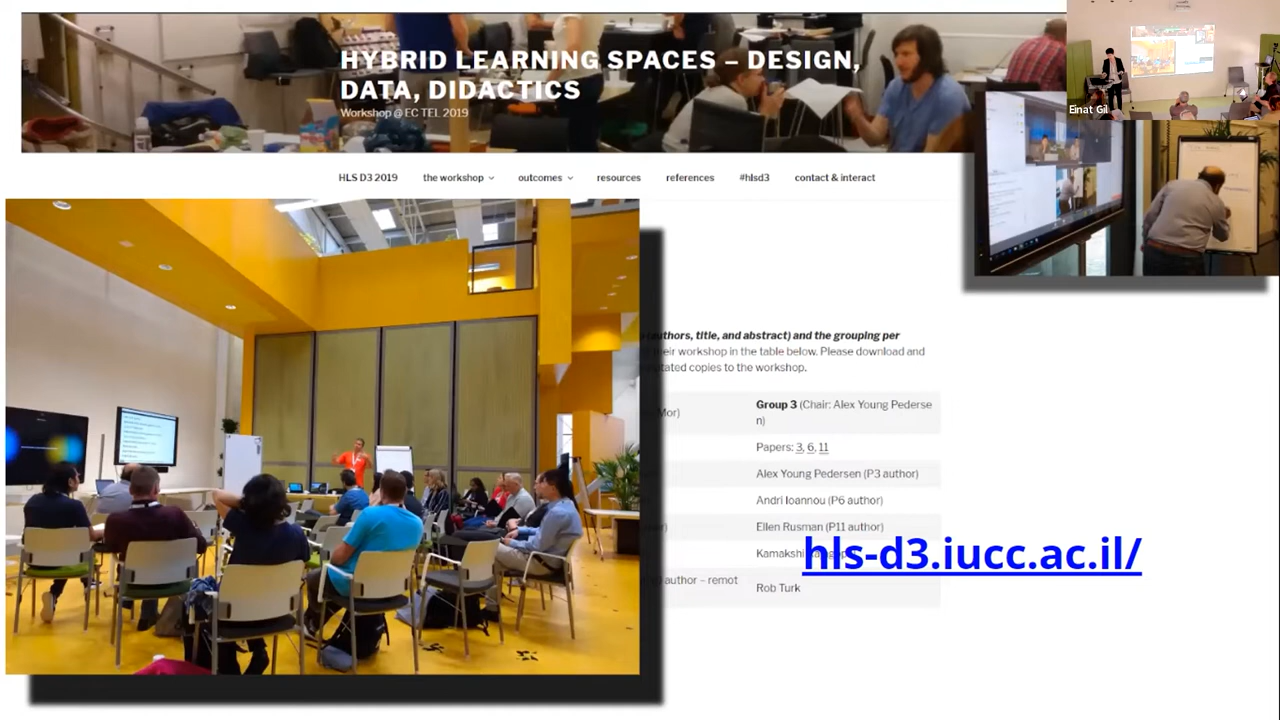 HYBRID LEARNING SPACES – DESIGN,
DATA, DIDACTICS
Workshop @ EC TEL 2019
Einat Gil
HLS D3 2019
the workshop
outcomes
resources
references
#hlsd3
contact & interact
authors, title, and abstract) and the grouping per
their workshop in the table below. Please download and
copies to the workshop.
Mor)
Group 3 (Chair: Alex Young Pederse
n)
Papers: 3, 6, 11
Alex Young Pedersen (P3 author)
Andri Ioannou (P6 author)
Ellen Rusman (P11 author)
hls-d3.iucc.ac.il/
author – remot
Rob Turk